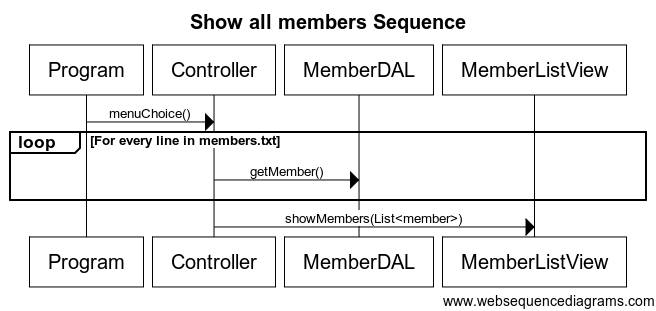 Show all members Sequence
Program
Controller
MemberDAL
MemberListView
menuChoice()
loop
[For every line in members.txt]
getMember()
showMembers(List<member>)
Program
Controller
MemberDAL
MemberListView
www.websequencediagrams.com